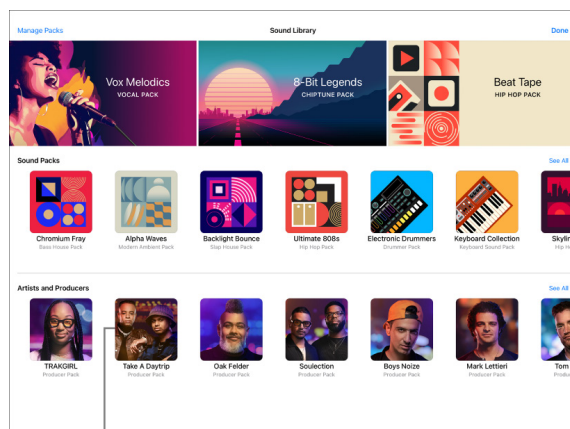 Manage Packs
Sound Library
Done
Vox Melodics
VOCAL PACK
8-Bit Legends
CHIPTUNE PACK
Beat Tape
HIP HOP PACK
Sound Packs
See All
Chromium Fray
Bass House Pack
Alpha Waves
Modern Ambient Pack
Backlight Bounce
Slap House Pack
Ultimate 808s
Hip Hop Pack
Electronic Drummers
Drummer Pack
Keyboard Collection
Keyboard Sound Pack
Skylin
Hip H
Artists and Producers
See All
TRAKGIRL
Producer Pack
Take A Daytrip
Producer Pack
Oak Felder
Producer Pack
Soulection
Producer Pack
Boys Noize
Producer Pack
Mark Lettieri
Producer Pack
Tom
Produc